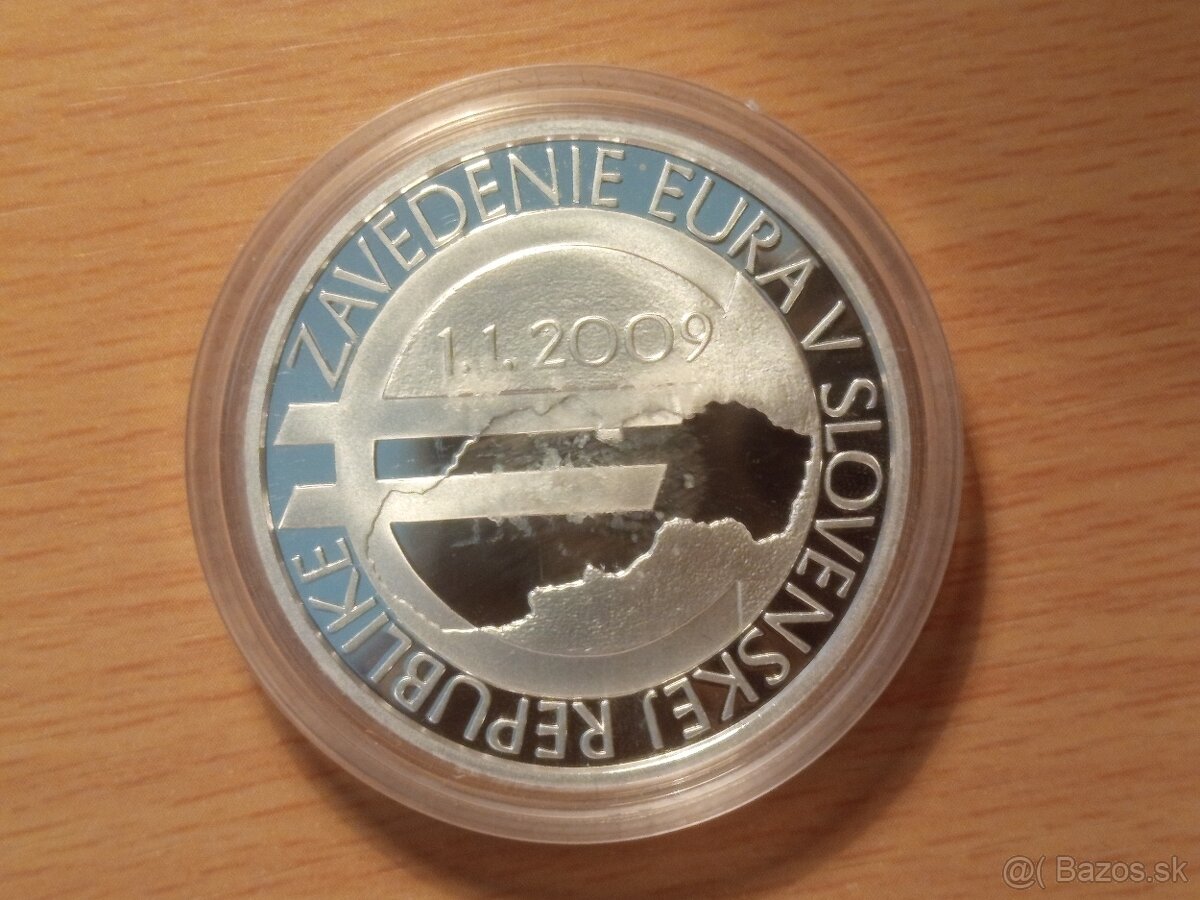 ZAVEDENIE EURA V SLOVENSKEJ REPUBLIKE
1.1.2009
@( Bazos.sk